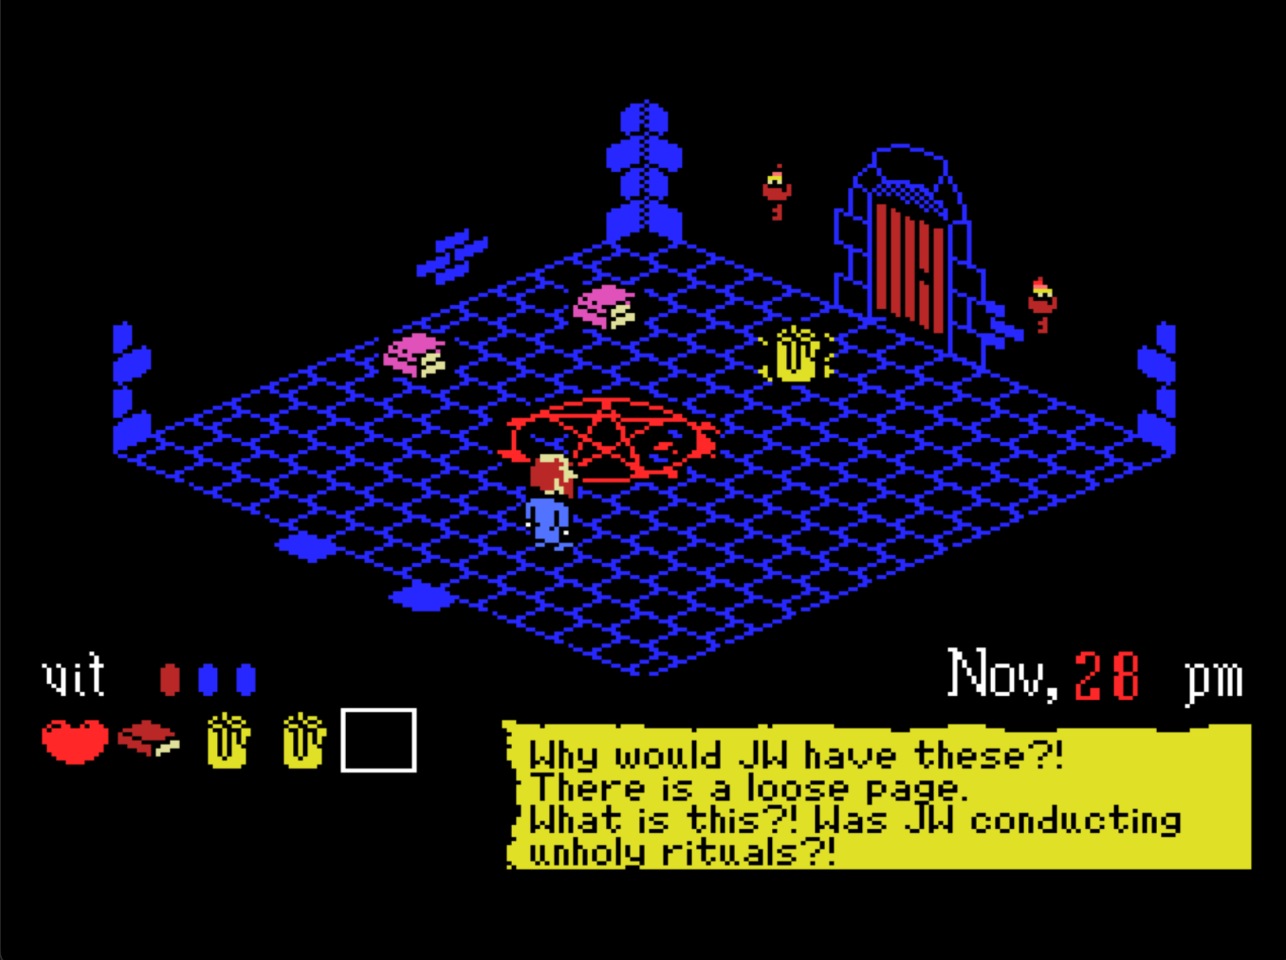 vit
Nov, 28 pm
Why would JW have these?!
There is a loose page.
What is this?! Was JW conducting
unholy rituals?!